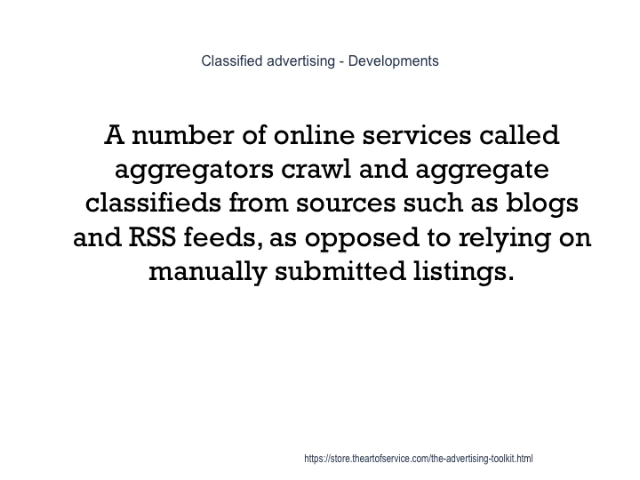 Classified advertising - Developments
A number of online services called
aggregators crawl and aggregate
classifieds from sources such as blogs
and RSS feeds, as opposed to relying on
manually submitted listings.
https://store.theartofservice.com/the-advertising-toolkit.html